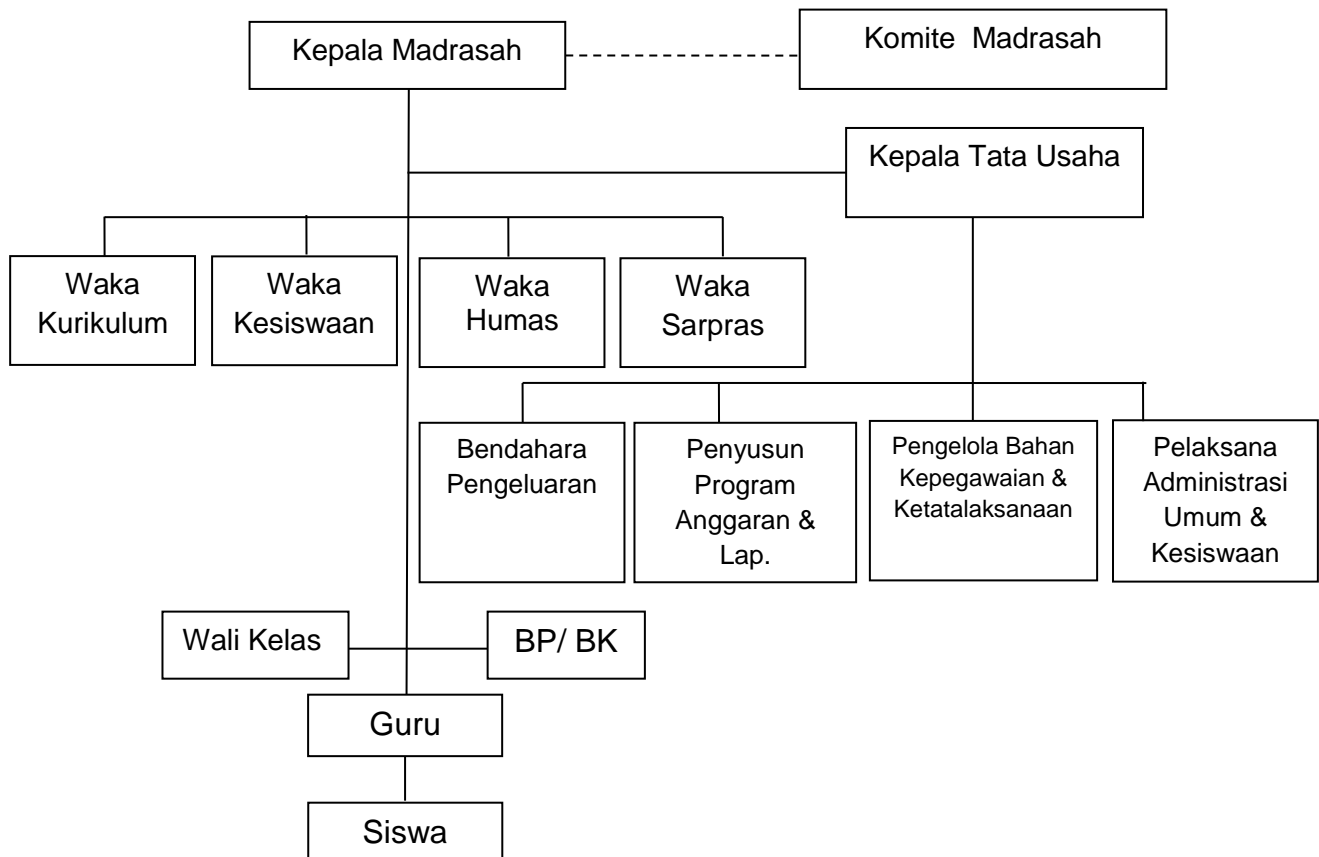 Kepala Madrasah
Komite Madrasah
Kepala Tata Usaha
Waka
Kurikulum
Waka
Kesiswaan
Waka
Humas
Waka
Sarpras
Bendahara
Pengeluaran
Penyusun
Program
Anggaran &
Lap.
Pengelola Bahan
Kepegawaian &
Ketatalaksanaan
Pelaksana
Administrasi
Umum &
Kesiswaan
Wali Kelas
BP/ BK
Guru
Siswa